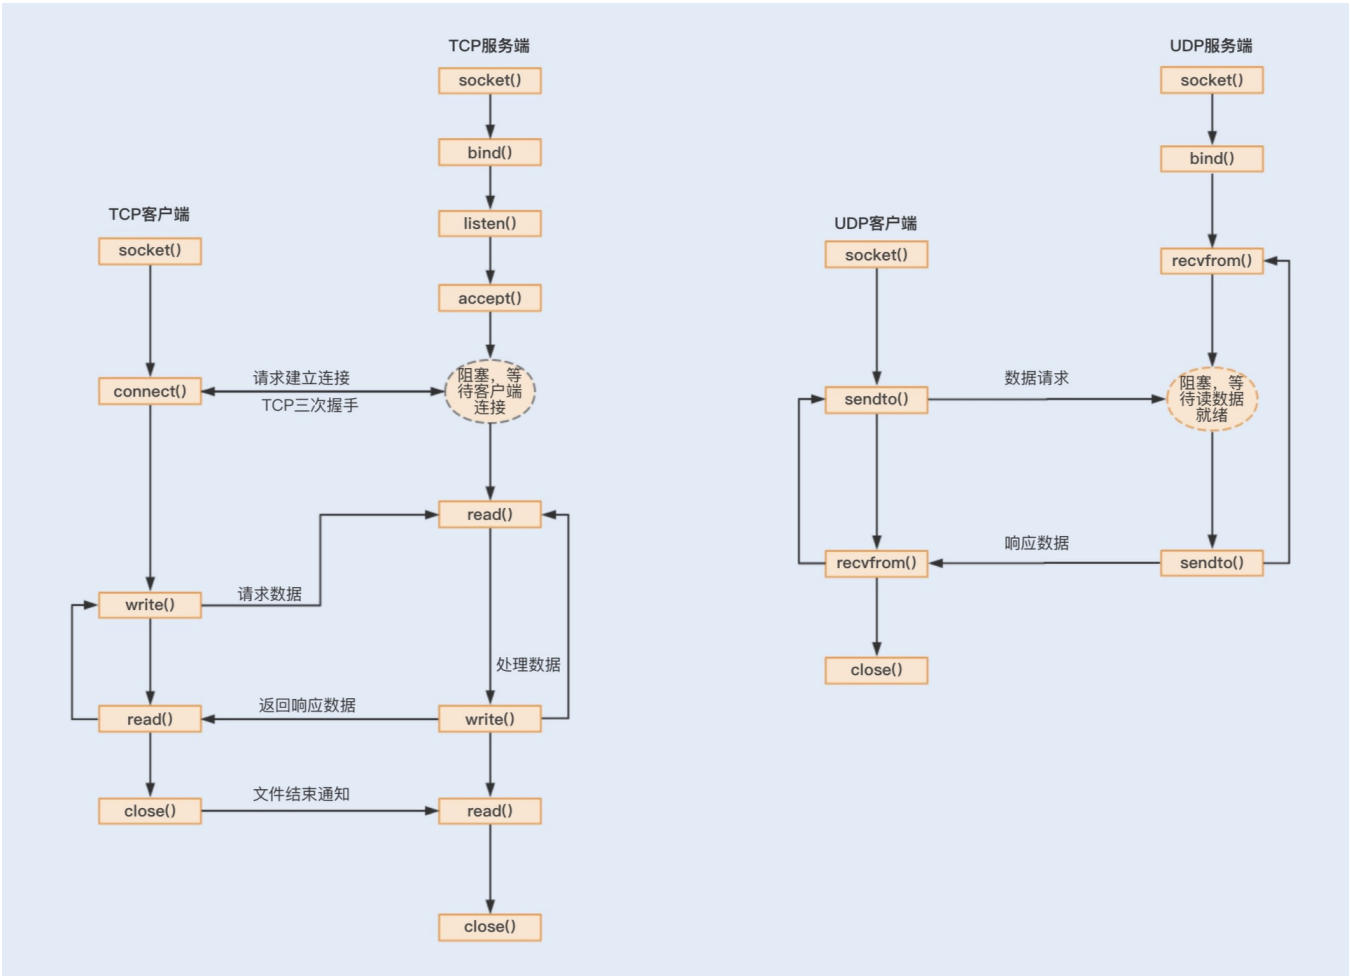 TCP服务端
socket()
bind()
listen()
accept()
阻塞，等
待客户端
连接
read()
处理数据
write()
read()
close()
TCP客户端
socket()
connect()
请求建立连接
TCP三次握手
write()
请求数据
read()
返回响应数据
close()
文件结束通知
UDP服务端
socket()
bind()
recvfrom()
阻塞，等
待读数据
就绪
sendto()
UDP客户端
socket()
sendto()
数据请求
recvfrom()
响应数据
close()